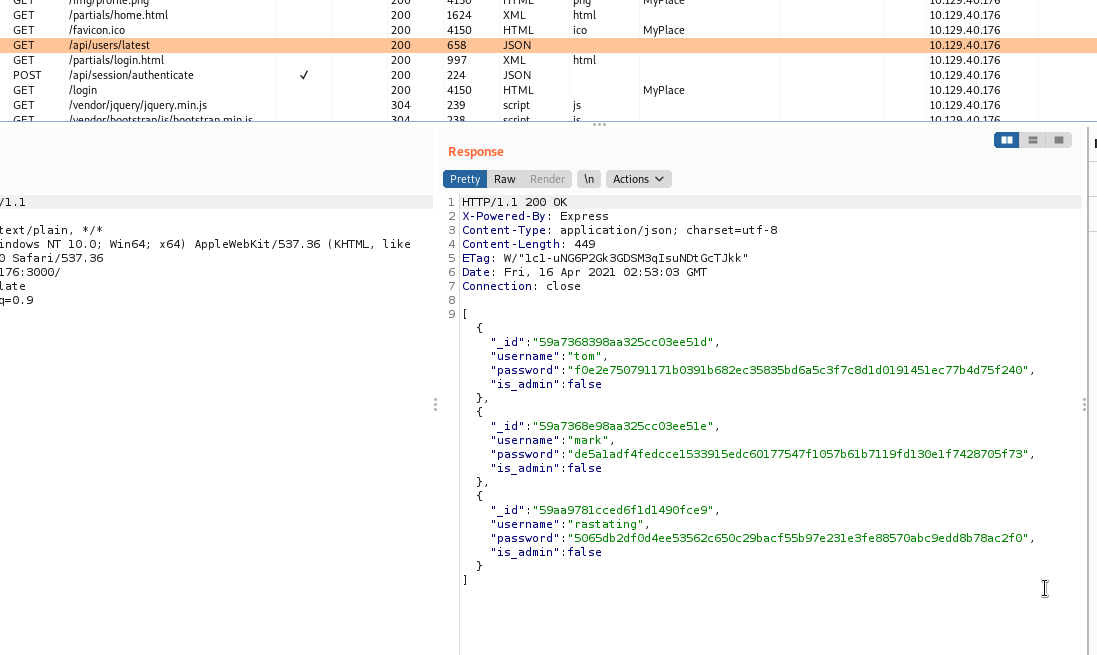 /img/profile.png 200 4150 HTML png MyPlace 10.129.40.176
GET /partials/home.html 200 1624 XML html 10.129.40.176
GET /favicon.ico 200 4150 HTML ico MyPlace 10.129.40.176
GET /api/users/latest 200 658 JSON 10.129.40.176
GET /partials/login.html 200 997 XML html 10.129.40.176
POST /api/session/authenticate ✓ 200 224 JSON 10.129.40.176
GET /login 200 4150 HTML MyPlace 10.129.40.176
GET /vendor/jquery/jquery.min.js 304 239 script js 10.129.40.176
GET /vendor/bootstrap/js/bootstrap.min.js 304 238 script js 10.129.40.176
Response
Pretty Raw Render \n Actions
/1.1
text/plain, */*
indows NT 10.0; Win64; x64) AppleWebKit/537.36 (KHTML, like
0 Safari/537.36
176:3000/
late
q=0.9
1 HTTP/1.1 200 OK
2 X-Powered-By: Express
3 Content-Type: application/json; charset=utf-8
4 Content-Length: 449
5 ETag: W/"1c1-uNG6P2Gk3GDSM3qIsuNDtGcTJkk"
6 Date: Fri, 16 Apr 2021 02:53:03 GMT
7 Connection: close
8
9 [
{
"_id":"59a7368398aa325cc03ee51d",
"username":"tom",
"password":"f0e2e750791171b0391b682ec35835bd6a5c3f7c8d1d0191451ec77b4d75f240",
"is_admin":false
},
{
"_id":"59a7368e98aa325cc03ee51e",
"username":"mark",
"password":"de5a1adf4fedcce1533915edc60177547f1057b61b7119fd130e1f7428705f73",
"is_admin":false
},
{
"_id":"59aa9781cced6f1d1490fce9",
"username":"rastating",
"password":"5065db2df0d4ee53562c650c29bacf55b97e231e3fe88570abc9edd8b78ac2f0",
"is_admin":false
}
]